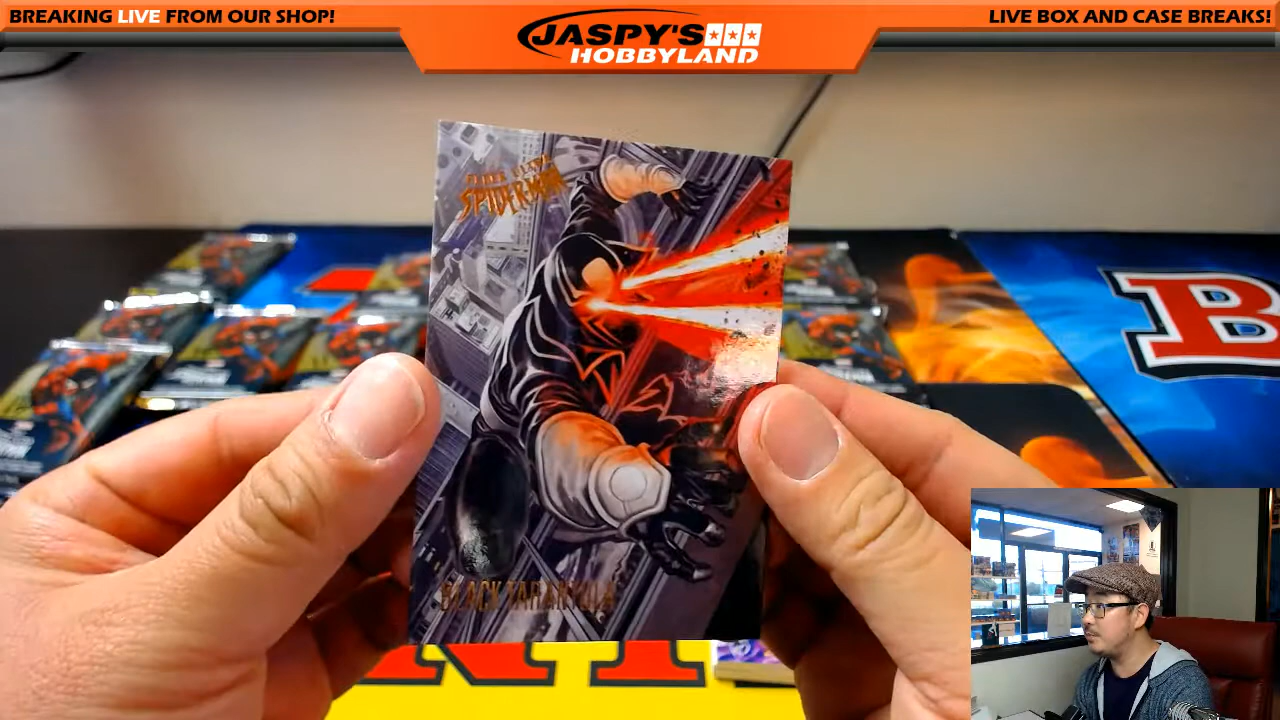 BREAKING LIVE FROM OUR SHOP!
JASPY'S
HOBBYLAND
LIVE BOX AND CASE BREAKS!
SPIDER-MAN
BLACK TARANTULA
B